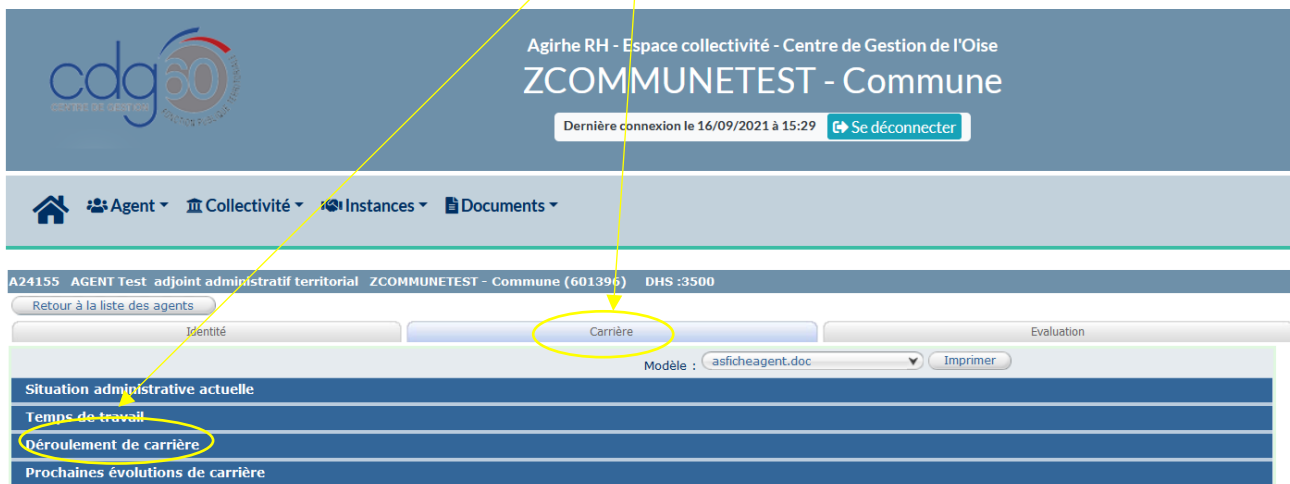 Agirhe RH - Espace collectivité - Centre de Gestion de l'Oise
cdg60
ZCOMMUNETEST - Commune
Dernière connexion le 16/09/2021 à 15:29 Se déconnecter
Agent Collectivité Instances Documents
A24155 AGENT Test adjoint administratif territorial ZCOMMUNETEST - Commune (601396) DHS :3500
Retour à la liste des agents
Identité Carrière Evaluation
Modèle : asficheagent.doc Imprimer
Situation administrative actuelle
Temps de travail
Déroulement de carrière
Prochaines évolutions de carrière